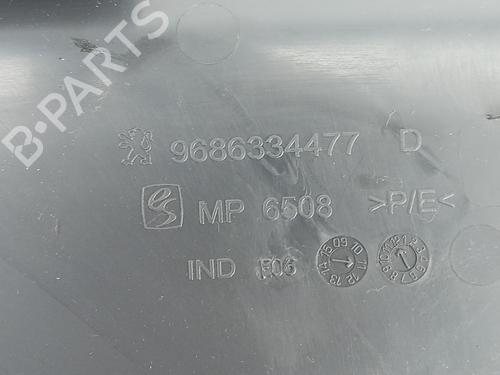 B-PARTS
9686334477 D
MP 6508 >P/E<
IND F06